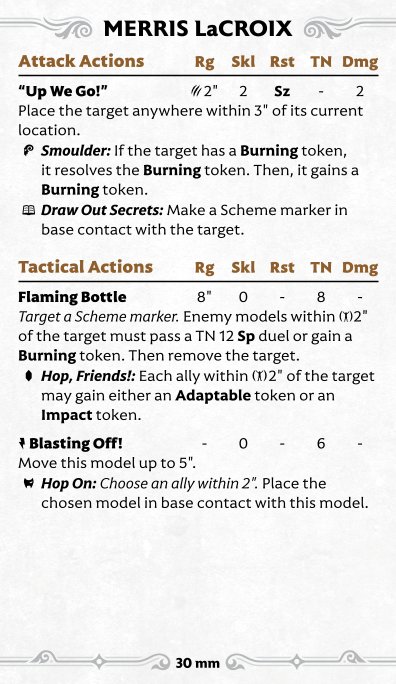 MERRIS LaCROIX
Attack Actions Rg Skl Rst TN Dmg
“Up We Go!” 2" 2 Sz - 2
Place the target anywhere within 3" of its current
location.
Smoulder: If the target has a Burning token,
it resolves the Burning token. Then, it gains a
Burning token.
Draw Out Secrets: Make a Scheme marker in
base contact with the target.
Tactical Actions Rg Skl Rst TN Dmg
Flaming Bottle 8" 0 - 8 -
Target a Scheme marker. Enemy models within 2"
of the target must pass a TN 12 Sp duel or gain a
Burning token. Then remove the target.
Hop, Friends!: Each ally within 2" of the target
may gain either an Adaptable token or an
Impact token.
Blasting Off! - 0 - 6 -
Move this model up to 5".
Hop On: Choose an ally within 2". Place the
chosen model in base contact with this model.
30 mm